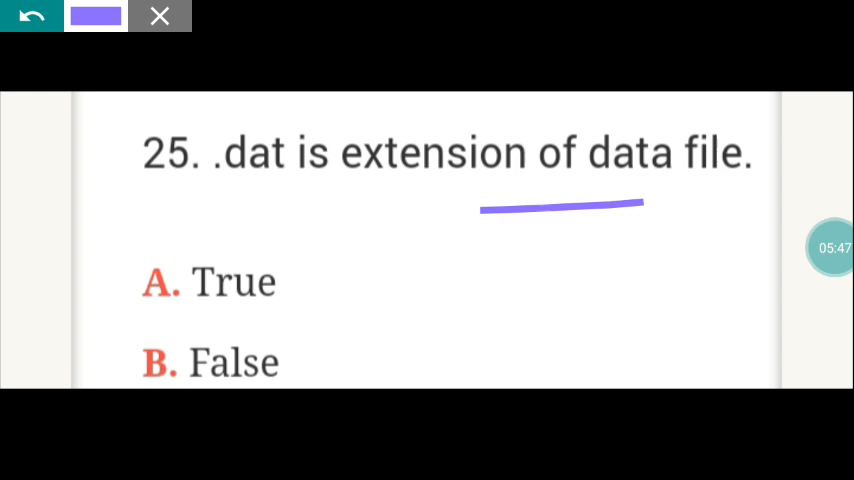 25. .dat is extension of data file.
05:47
A. True
B. False